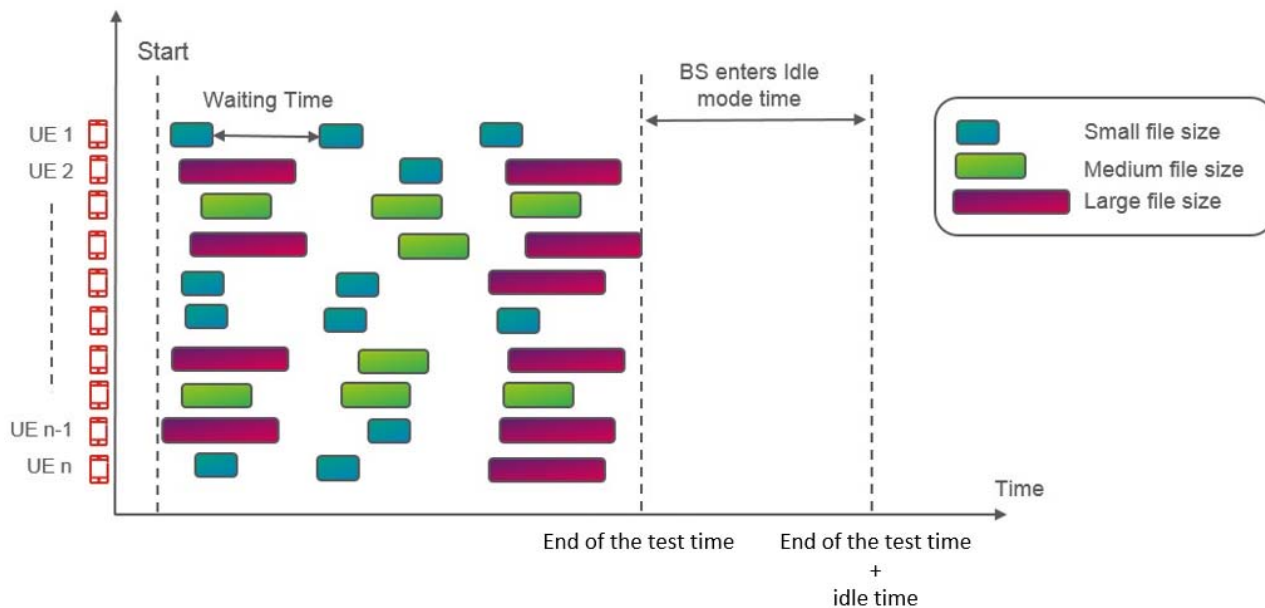 Start
BS enters Idle
mode time
Waiting Time
UE 1
UE 2
UE n-1
UE n
Small file size
Medium file size
Large file size
Time
End of the test time
End of the test time
+
idle time